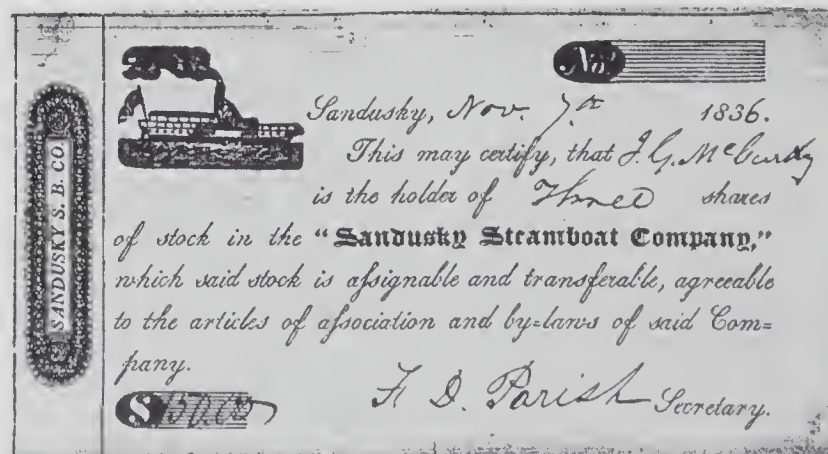 SANDUSKY S. B. CO.
No.
Sandusky, Nov. 7th 1836.
This may certify, that J. G. McCurdy
is the holder of Three shares
of stock in the "Sandusky Steamboat Company,"
which said stock is aſsignable and transferable, agreeable
to the articles of aſsociation and by=laws of said Com=
pany.
$
F. D. Parish Secretary.